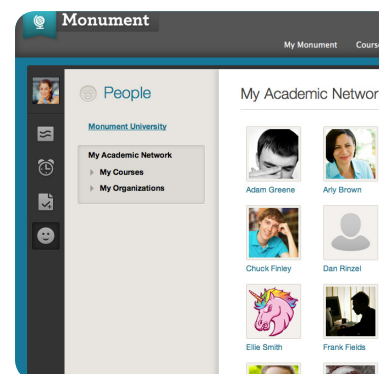 Monument
My Monument Cours
People
Monument University
My Academic Network
My Courses
My Organizations
My Academic Networ
Adam Greene Arly Brown
Chuck Finley Dan Rinzel
Ellie Smith Frank Fields